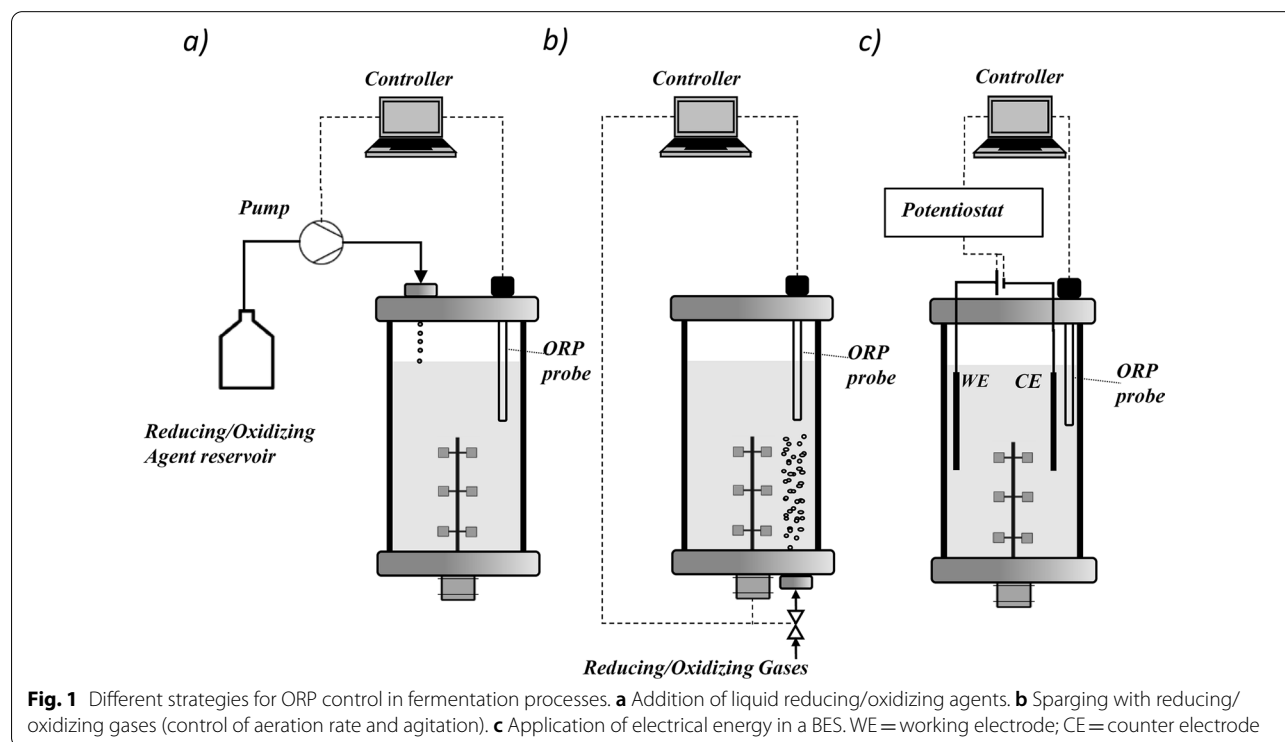 a)
b)
c)
Controller
Controller
Controller
Pump
Potentiostat
ORP
probe
ORP
probe
WE
CE
ORP
probe
Reducing/Oxidizing
Agent reservoir
Reducing/Oxidizing Gases
Fig. 1 Different strategies for ORP control in fermentation processes. a Addition of liquid reducing/oxidizing agents. b Sparging with reducing/
oxidizing gases (control of aeration rate and agitation). c Application of electrical energy in a BES. WE = working electrode; CE = counter electrode